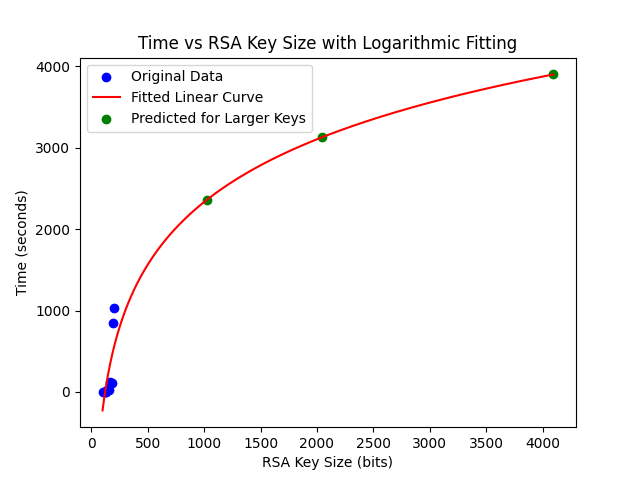 Time vs RSA Key Size with Logarithmic Fitting
Original Data
Fitted Linear Curve
Predicted for Larger Keys
Time (seconds)
4000
3000
2000
1000
0
0 500 1000 1500 2000 2500 3000 3500 4000
RSA Key Size (bits)